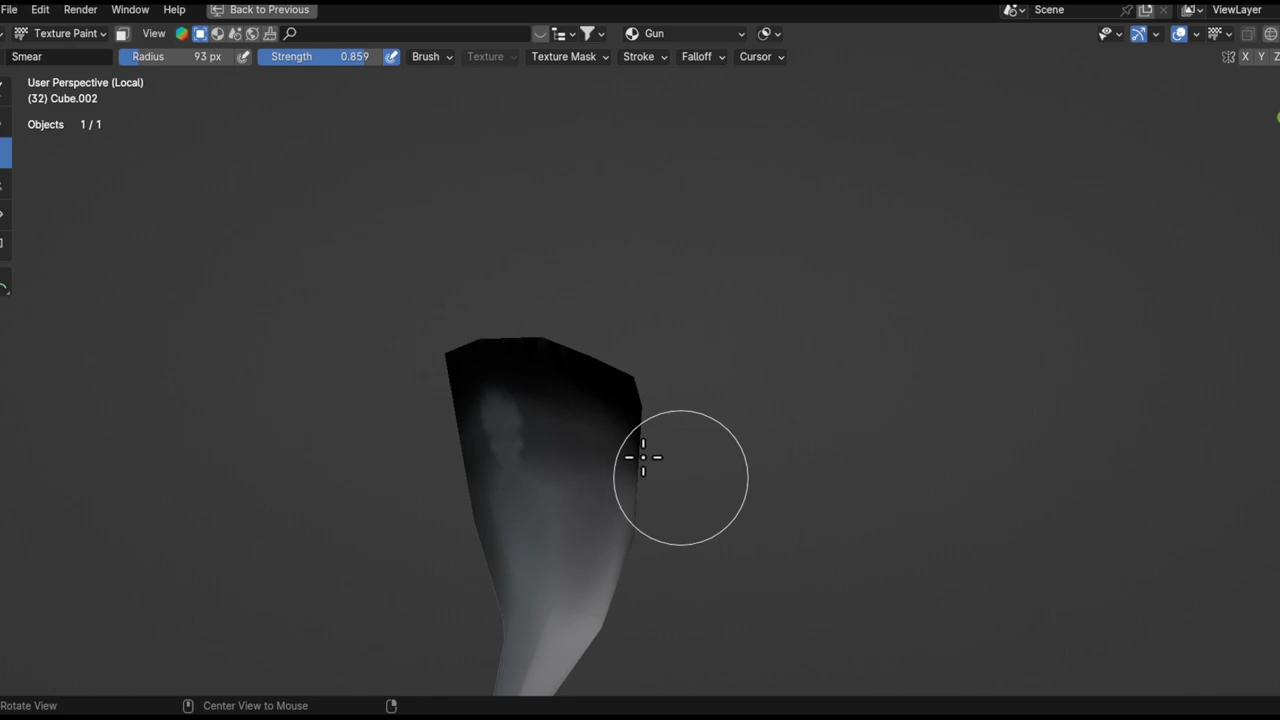 File Edit Render Window Help Back to Previous Scene ViewLayer
Texture Paint View Gun
Smear Radius 93 px Strength 0.859 Brush Texture Texture Mask Stroke Falloff Cursor X Y Z
User Perspective (Local)
(32) Cube.002
Objects 1 / 1
Rotate View Center View to Mouse